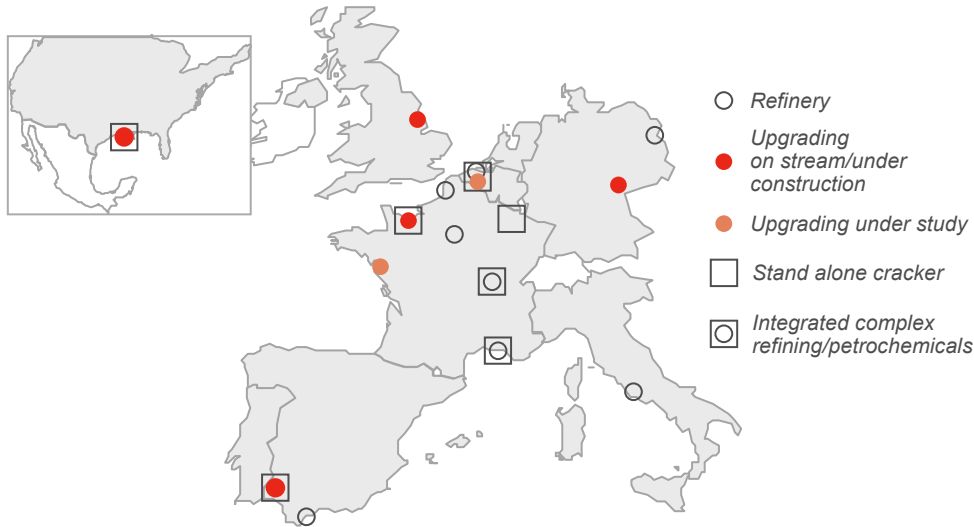 Refinery
Upgrading
on stream/under
construction
Upgrading under study
Stand alone cracker
Integrated complex
refining/petrochemicals